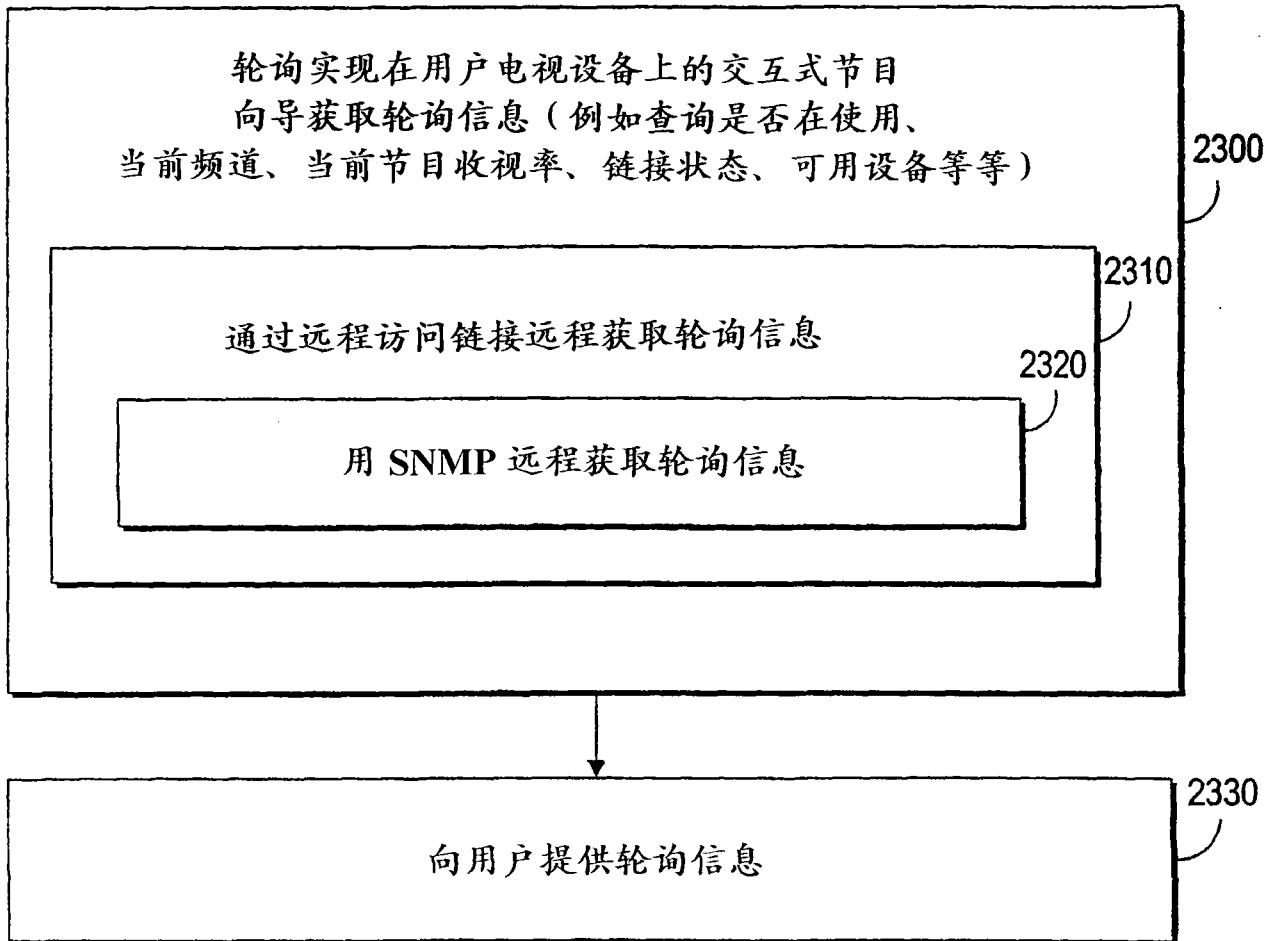 轮询实现在用户电视设备上的交互式节目
向导获取轮询信息（例如查询是否在使用、
当前频道、当前节目收视率、链接状态、可用设备等等）
2300
2310
通过远程访问链接远程获取轮询信息
2320
用 SNMP 远程获取轮询信息
2330
向用户提供轮询信息